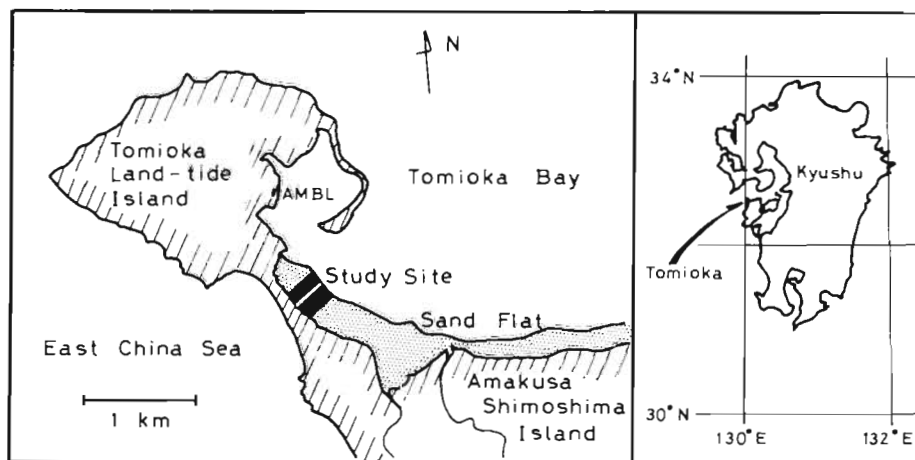 N
Tomioka
Land-tide
Island
AMBL
Tomioka Bay
Study Site
Sand Flat
East China Sea
Amakusa
Shimoshima
Island
1 km
34°N
Kyushu
Tomioka
30°N
130°E
132°E